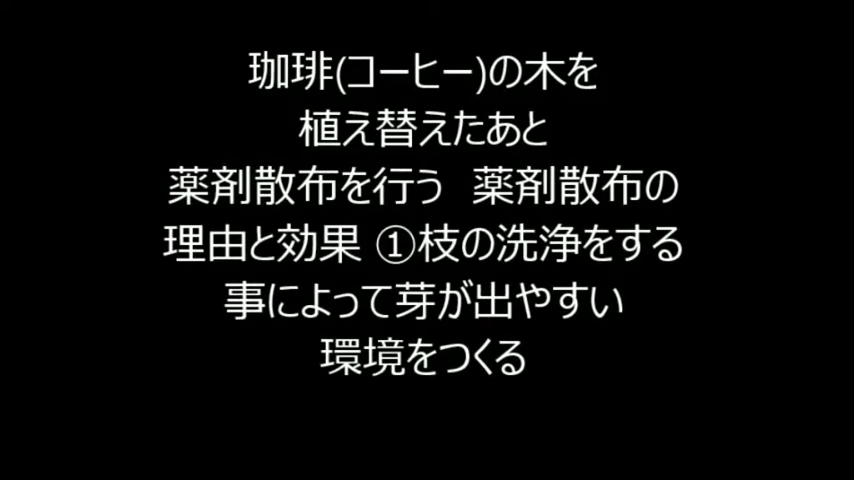 珈琲(コーヒー)の木を
植え替えたあと
薬剤散布を行う　薬剤散布の
理由と効果 ①枝の洗浄をする
事によって芽が出やすい
環境をつくる